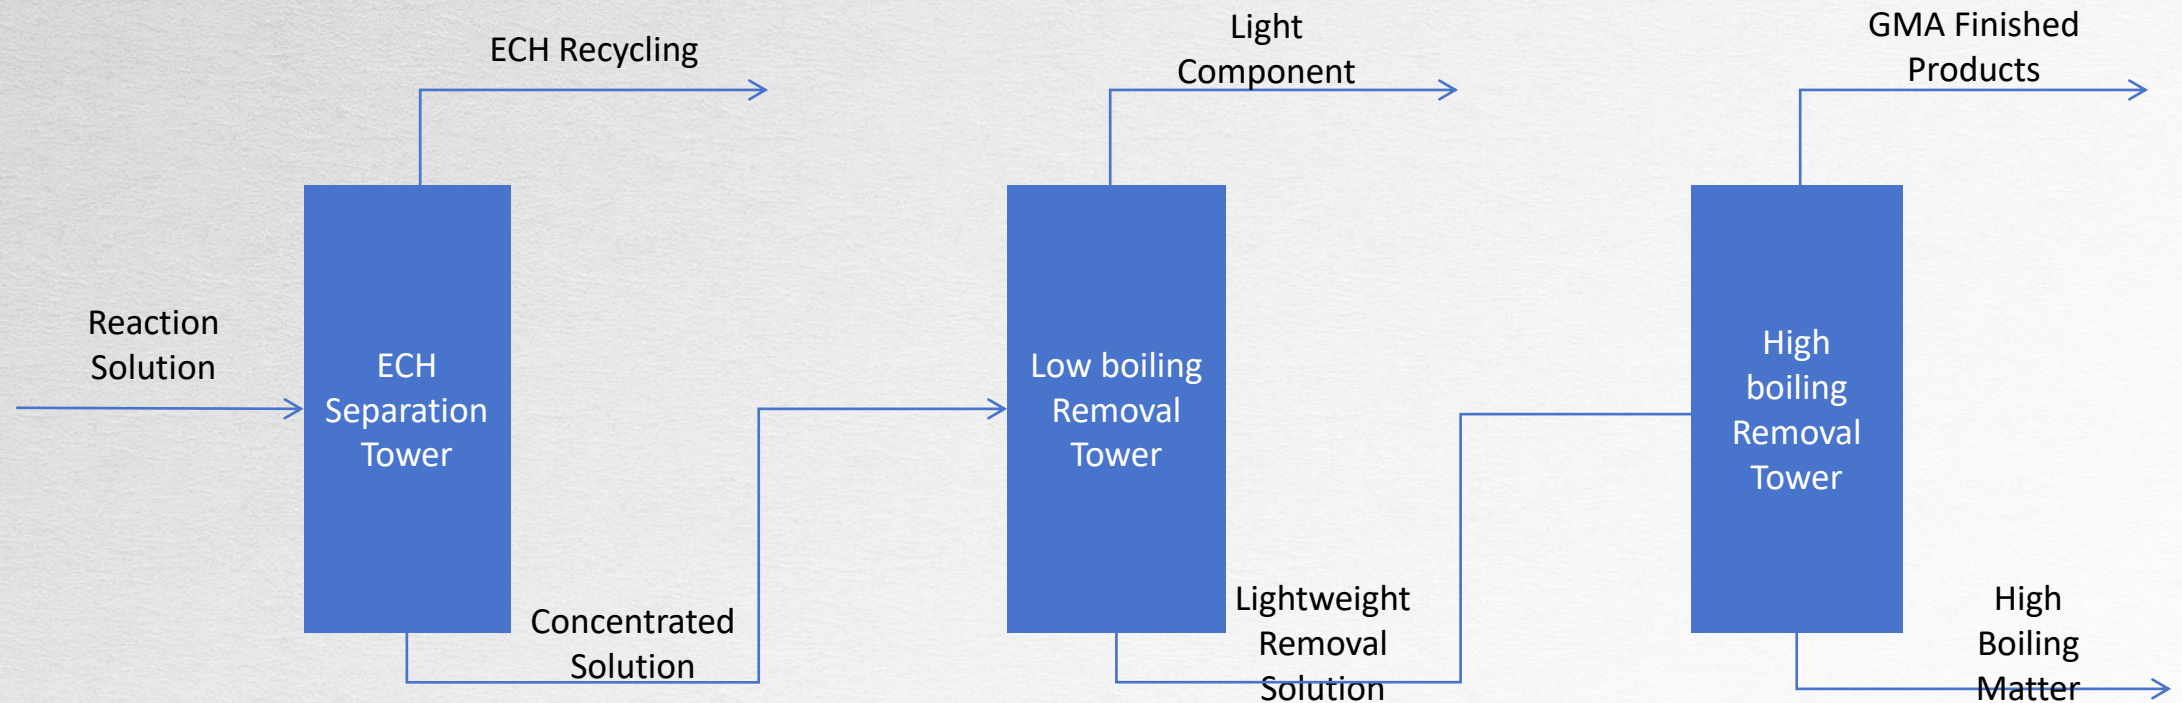 ECH Recycling
Light
Component
GMA Finished
Products
Reaction
Solution
ECH
Separation
Tower
Low boiling
Removal
Tower
High
boiling
Removal
Tower
Concentrated
Solution
Lightweight
Removal
Solution
High
Boiling
Matter